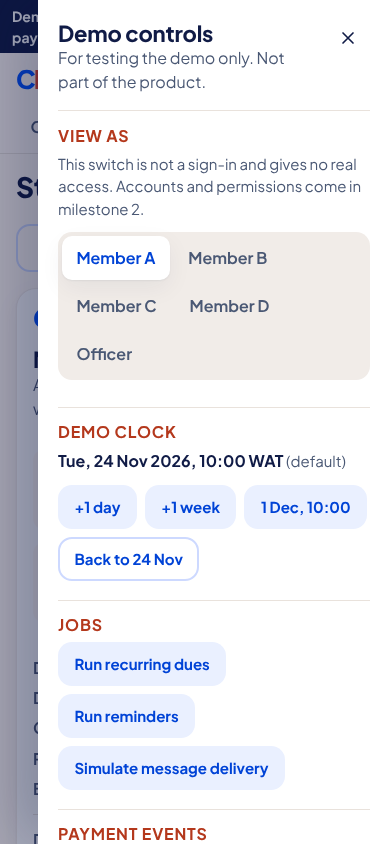 Demo controls
For testing the demo only. Not
part of the product.
VIEW AS
This switch is not a sign-in and gives no real
access. Accounts and permissions come in
milestone 2.
Member A
Member B
Member C
Member D
Officer
DEMO CLOCK
Tue, 24 Nov 2026, 10:00 WAT (default)
+1 day
+1 week
1 Dec, 10:00
Back to 24 Nov
JOBS
Run recurring dues
Run reminders
Simulate message delivery
PAYMENT EVENTS